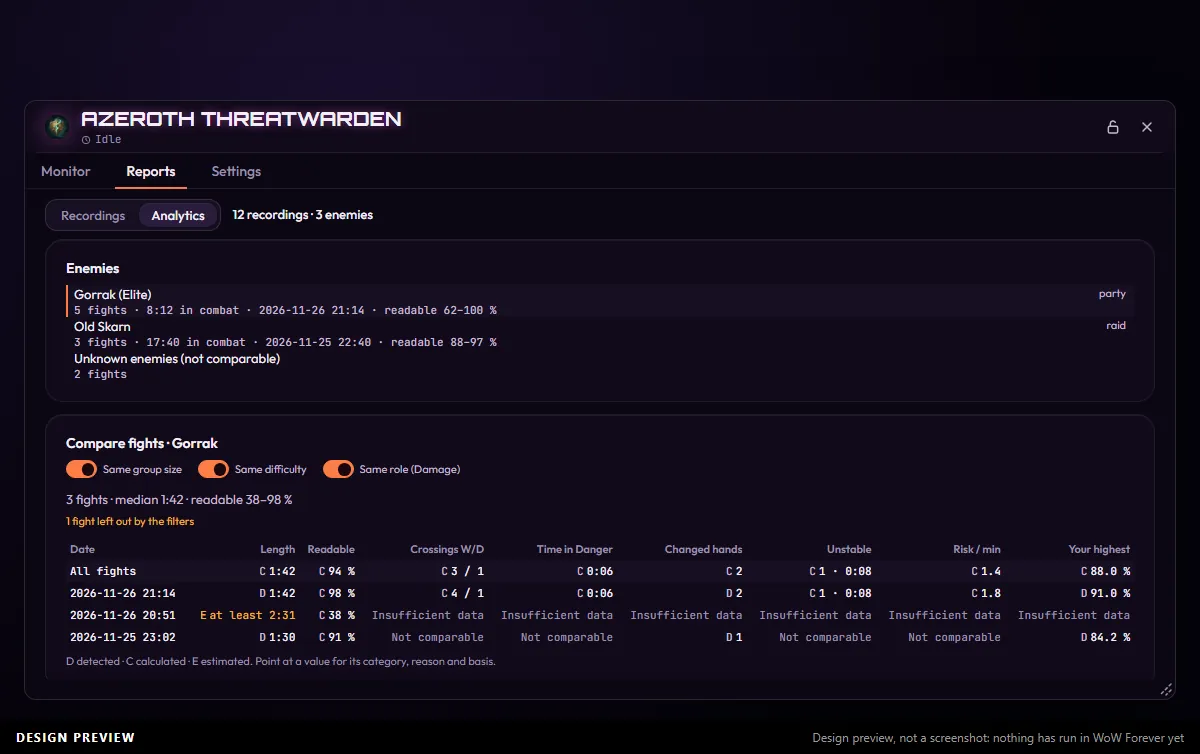 AZEROTH THREATWARDEN
Idle
Monitor Reports Settings
Recordings Analytics 12 recordings · 3 enemies
Enemies
Gorrak (Elite) party
5 fights · 8:12 in combat · 2026-11-26 21:14 · readable 62–100 %
Old Skarn raid
3 fights · 17:40 in combat · 2026-11-25 22:40 · readable 88–97 %
Unknown enemies (not comparable)
2 fights
Compare fights · Gorrak
Same group size Same difficulty Same role (Damage)
3 fights · median 1:42 · readable 38–98 %
1 fight left out by the filters
Date Length Readable Crossings W/D Time in Danger Changed hands Unstable Risk / min Your highest
All fights C 1:42 C 94 % C 3 / 1 C 0:06 C 2 C 1 · 0:08 C 1.4 C 88.0 %
2026-11-26 21:14 D 1:42 C 98 % C 4 / 1 C 0:06 D 2 C 1 · 0:08 C 1.8 D 91.0 %
2026-11-26 20:51 E at least 2:31 C 38 % Insufficient data Insufficient data Insufficient data Insufficient data Insufficient data Insufficient data
2026-11-25 23:02 D 1:30 C 91 % Not comparable Not comparable D 1 Not comparable Not comparable D 84.2 %
D detected · C calculated · E estimated. Point at a value for its category, reason and basis.
DESIGN PREVIEW Design preview, not a screenshot: nothing has run in WoW Forever yet